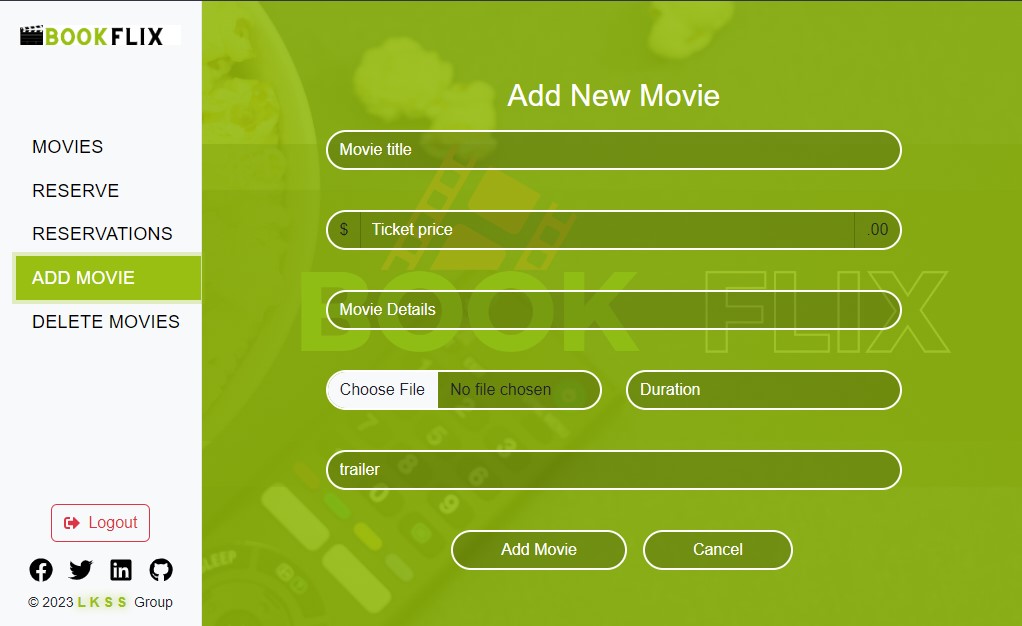 BOOKFLIX
MOVIES
RESERVE
RESERVATIONS
ADD MOVIE
DELETE MOVIES
Logout
© 2023 LKSS Group
Add New Movie
Movie title
$ Ticket price .00
BOOK FLIX
Movie Details
Choose File No file chosen Duration
trailer
Add Movie Cancel